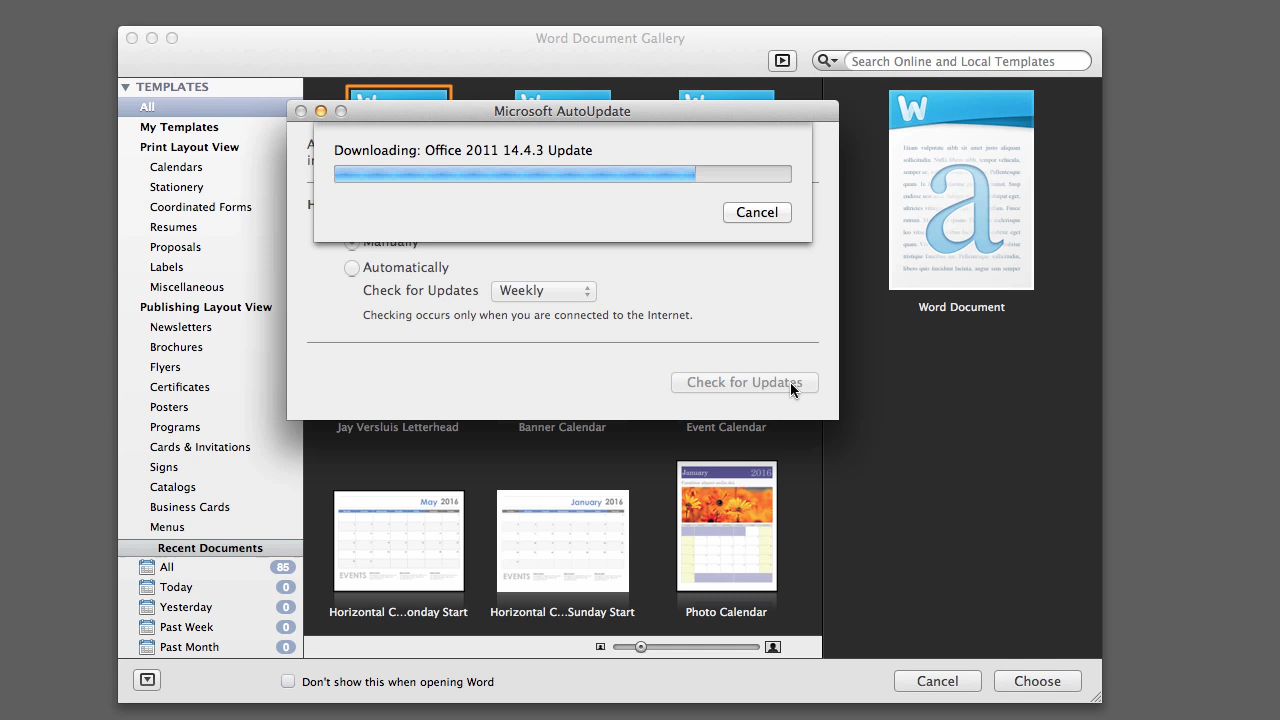 Word Document Gallery
Search Online and Local Templates
TEMPLATES
All
My Templates
Print Layout View
Calendars
Stationery
Coordinated Forms
Resumes
Proposals
Labels
Miscellaneous
Publishing Layout View
Newsletters
Brochures
Flyers
Certificates
Posters
Programs
Cards & Invitations
Signs
Catalogs
Business Cards
Menus
Recent Documents
All 85
Today 0
Yesterday 0
Past Week 0
Past Month 0
Microsoft AutoUpdate
Downloading: Office 2011 14.4.3 Update
Cancel
Manually
Automatically
Check for Updates Weekly
Checking occurs only when you are connected to the Internet.
Check for Updates
Jay Versluis Letterhead Banner Calendar Event Calendar
May 2016
EVENTS
January 2016
EVENTS
January 2016
Horizontal C...onday Start Horizontal C...Sunday Start Photo Calendar
W
a
Word Document
Don't show this when opening Word
Cancel Choose